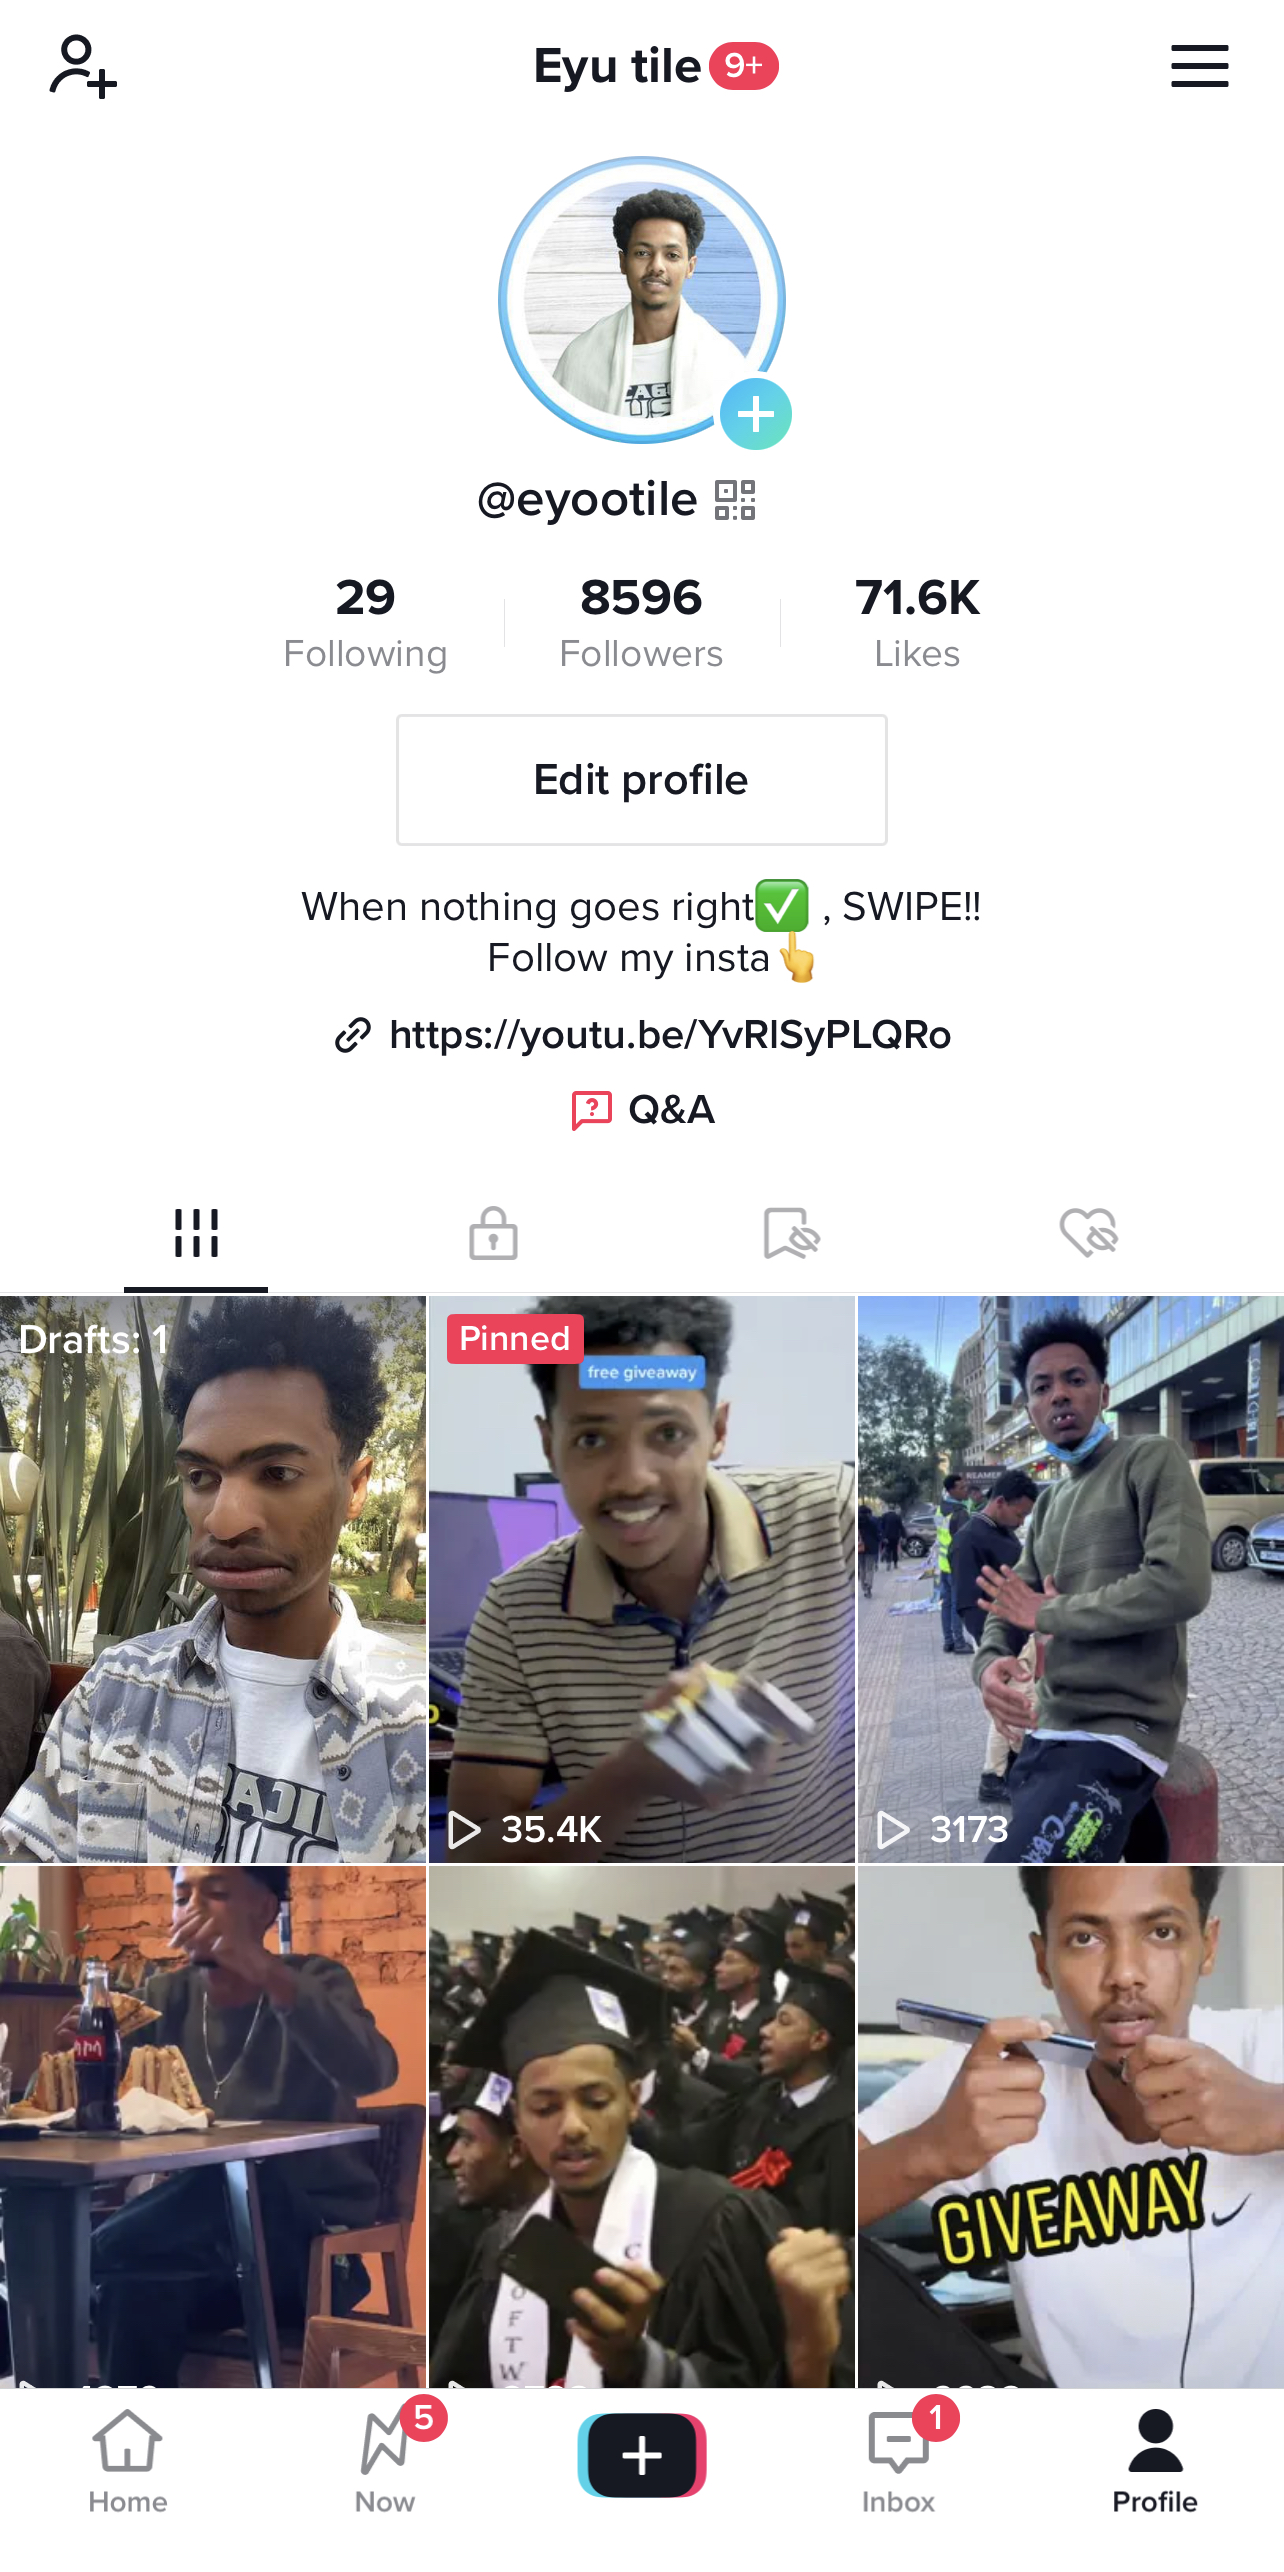 Eyu tile 9+
@eyootile
29 8596 71.6K
Following Followers Likes
Edit profile
When nothing goes right✅ , SWIPE!!
Follow my insta👆
https://youtu.be/YvRlSyPLQRo
Q&A
Drafts: 1
Pinned
free giveaway
35.4K
3173
GIVEAWAY
O
F
T
W
5
1
Home Now Inbox Profile